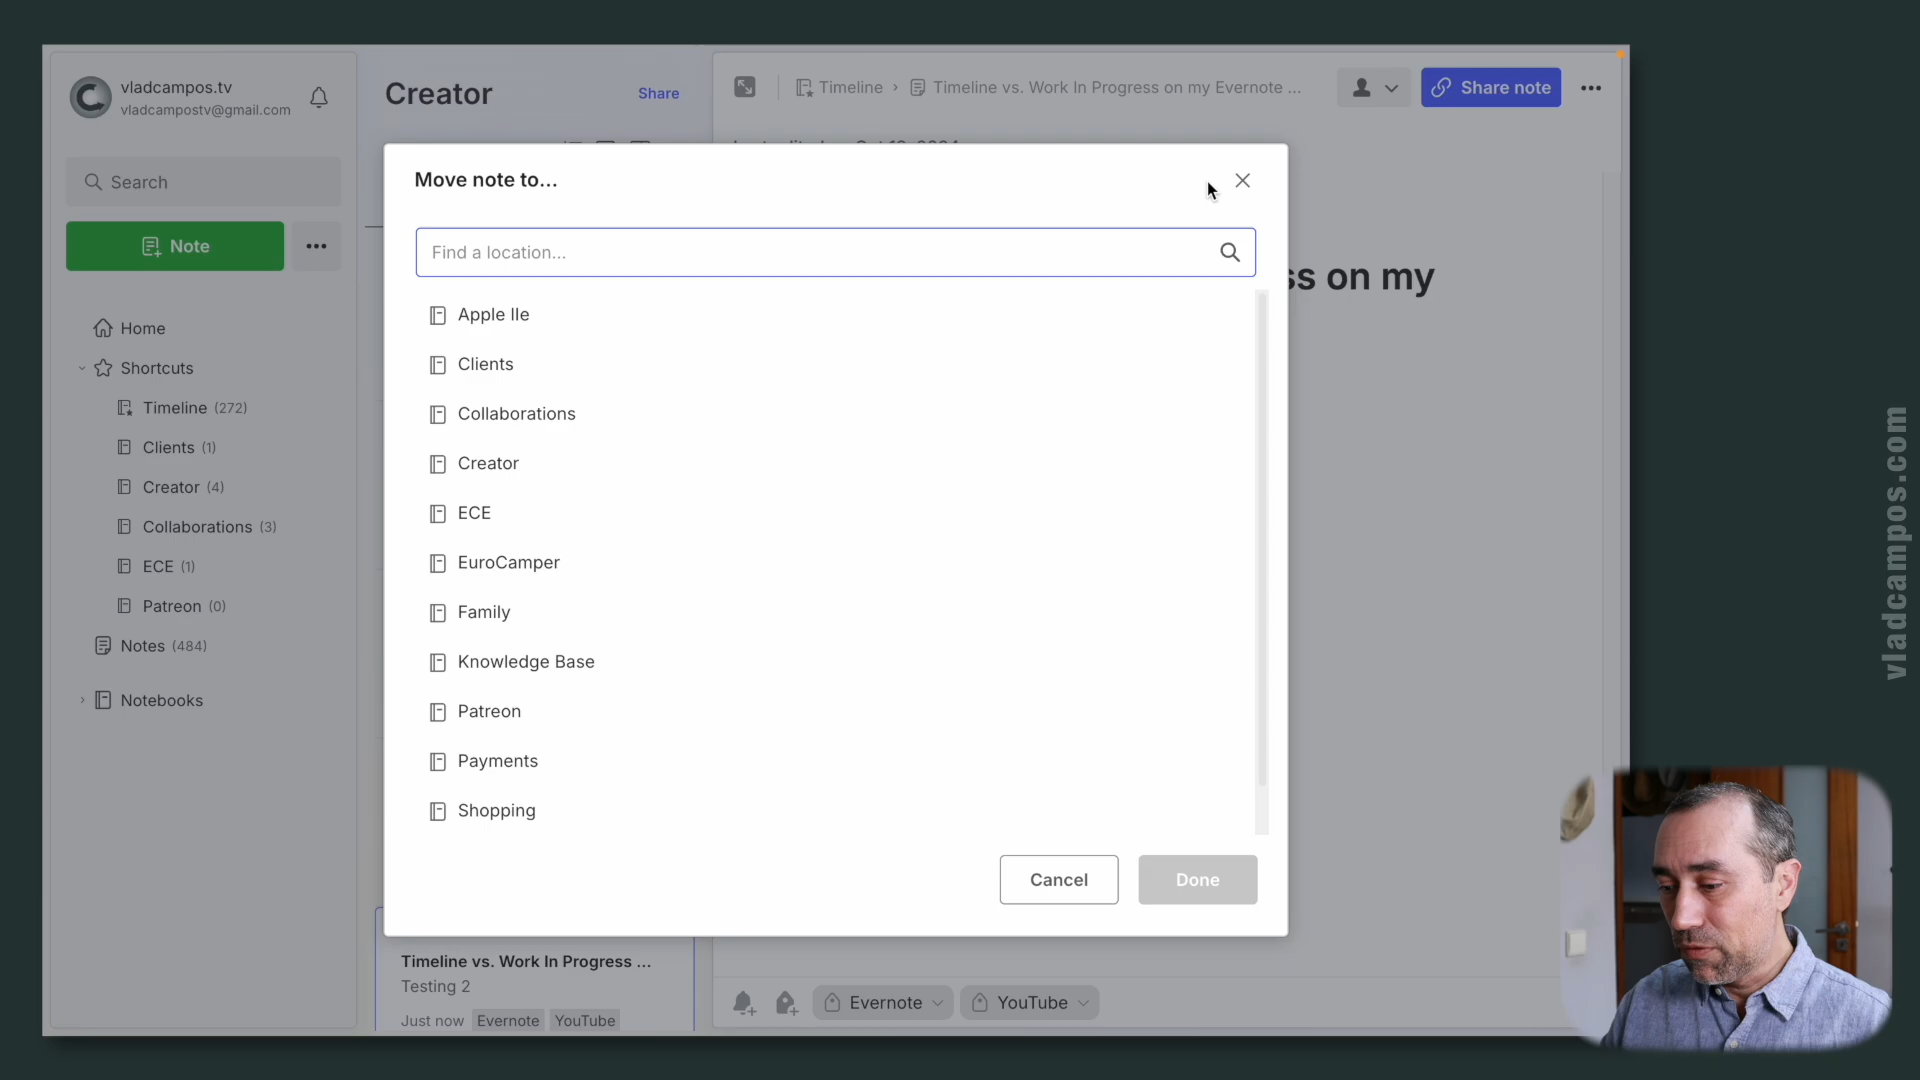 vladcampos.tv
vladcampostv@gmail.com
Search
Note
Home
Shortcuts
Timeline (272)
Clients (1)
Creator (4)
Collaborations (3)
ECE (1)
Patreon (0)
Notes (484)
Notebooks
Creator
Share
Timeline › Timeline vs. Work In Progress on my Evernote ...
Share note
ss on my
Move note to...
Find a location...
Apple IIe
Clients
Collaborations
Creator
ECE
EuroCamper
Family
Knowledge Base
Patreon
Payments
Shopping
Cancel
Done
Timeline vs. Work In Progress ...
Testing 2
Just now Evernote YouTube
Evernote
YouTube
vladcampos.com